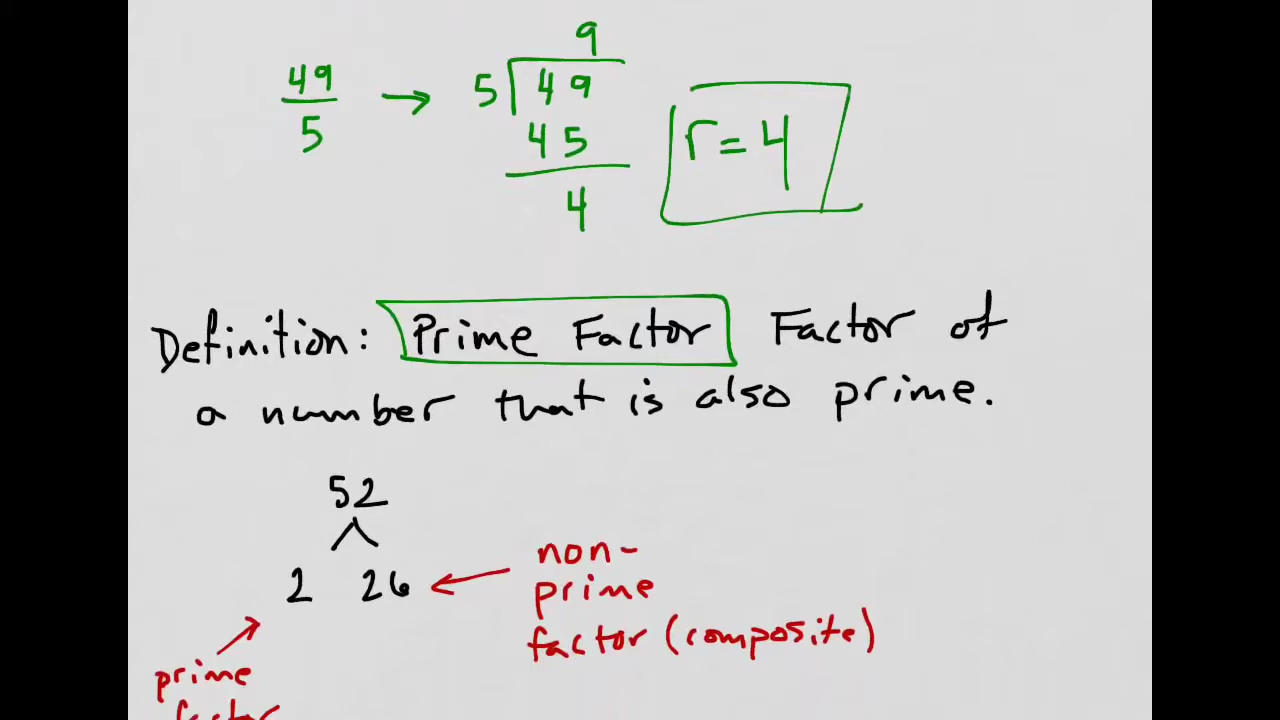 9
49/5 → 5 49
45
4
r = 4
Definition: Prime Factor Factor of
a number that is also prime.
52
2 26
non-
prime
factor (composite)
prime
factor